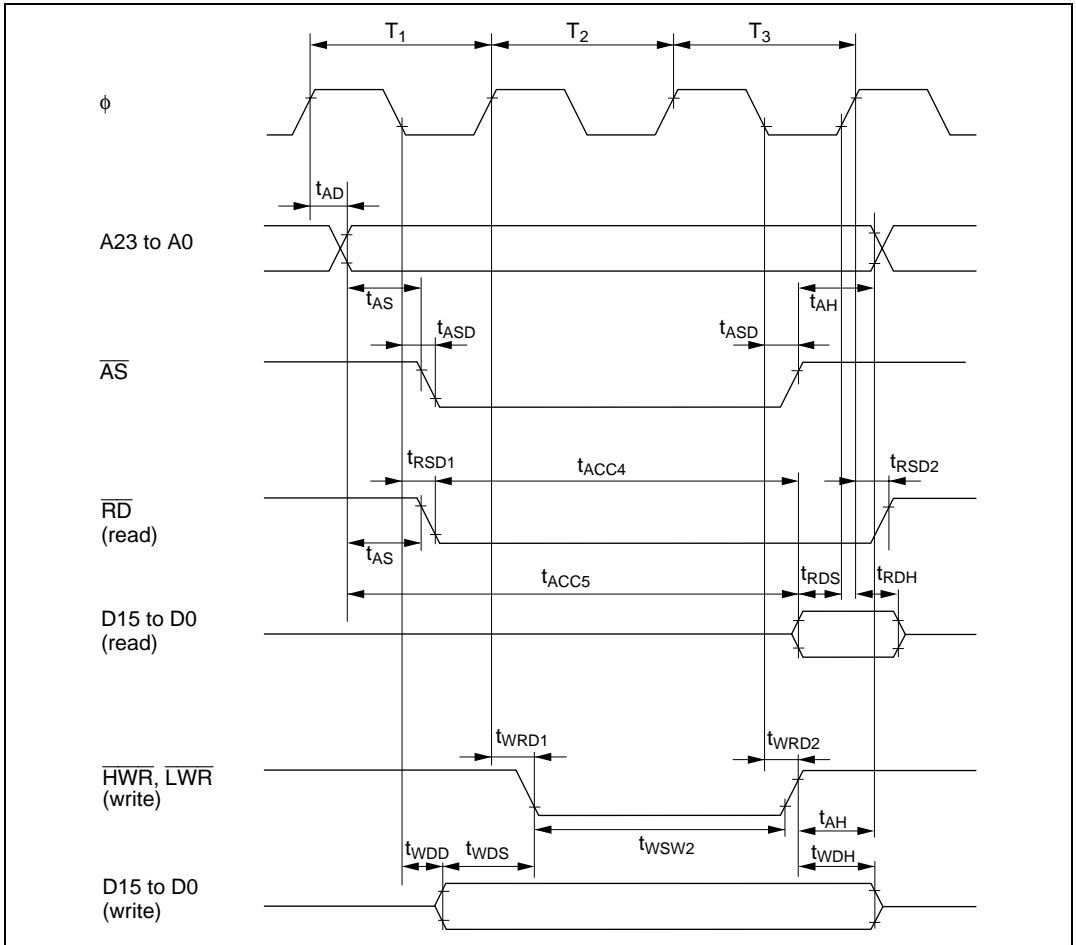 T1 T2 T3
ϕ
tAD
A23 to A0
tAS tAH
tASD tASD
AS
tRSD1 tACC4 tRSD2
RD
(read)
tAS
tACC5 tRDS tRDH
D15 to D0
(read)
tWRD1 tWRD2
HWR, LWR
(write)
tAH
tWSW2
tWDD tWDS tWDH
D15 to D0
(write)